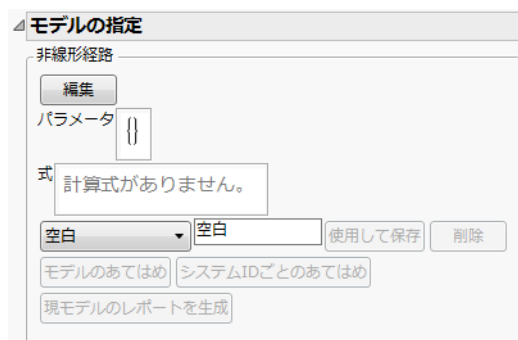 モデルの指定
非線形経路
編集
パラメータ {}
式 計算式がありません。
空白 空白 使用して保存 削除
モデルのあてはめ システムIDごとのあてはめ
現モデルのレポートを生成